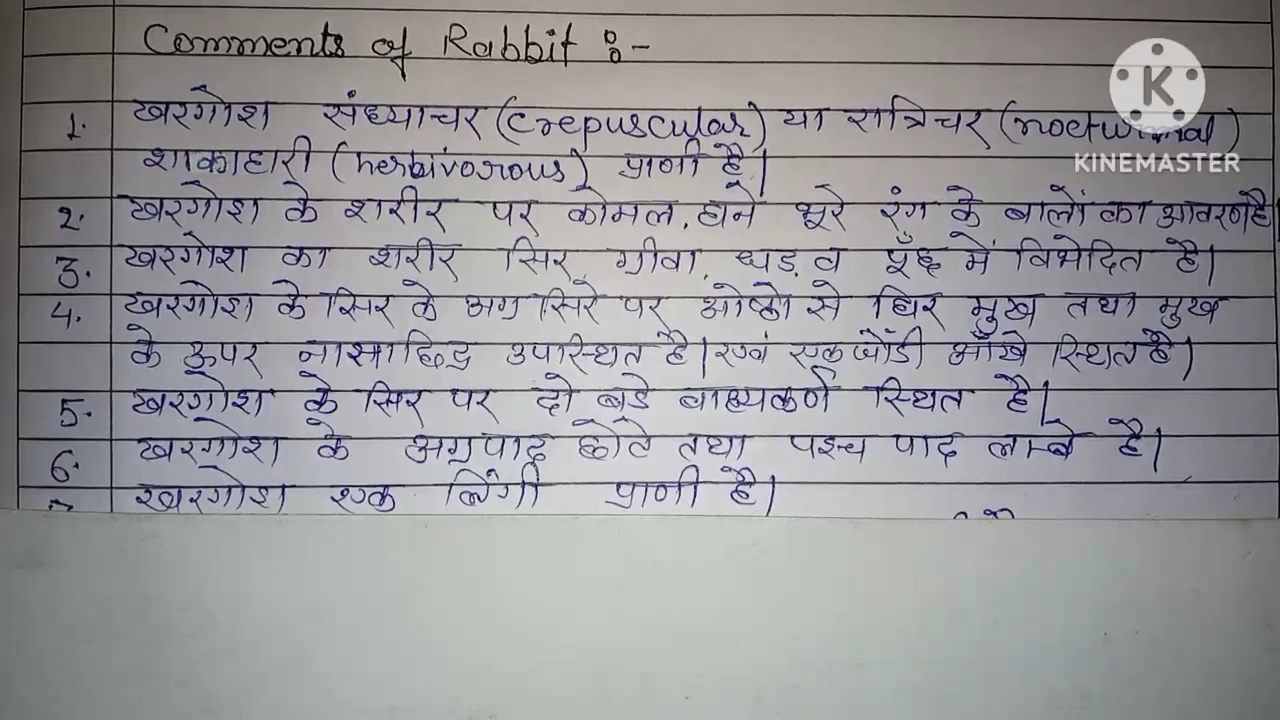 Comments of Rabbit :-
1. खरगोश संध्याचर (crepuscular) या रात्रिचर (nocturnal)
शाकाहारी (herbivorous) प्राणी है।
2. खरगोश के शरीर पर कोमल, घने भूरे रंग के बालों का आवरण है।
3. खरगोश का शरीर सिर, ग्रीवा, धड़ व पूँछ में विभेदित है।
4. खरगोश के सिर के अग्र सिरे पर ओष्ठो से घिर मुख तथा मुख
के ऊपर नासाछिद्र उपस्थित है। एवं एक जोंडी आँखे स्थित है।
5. खरगोश के सिर पर दो बडे बाह्यकर्ण स्थित है।
6. खरगोश के अग्रपाद छोटे तथा पश्च पाद लाम्बे है।
7 खरगोश एक लिंगी प्राणी है।
K
KINEMASTER